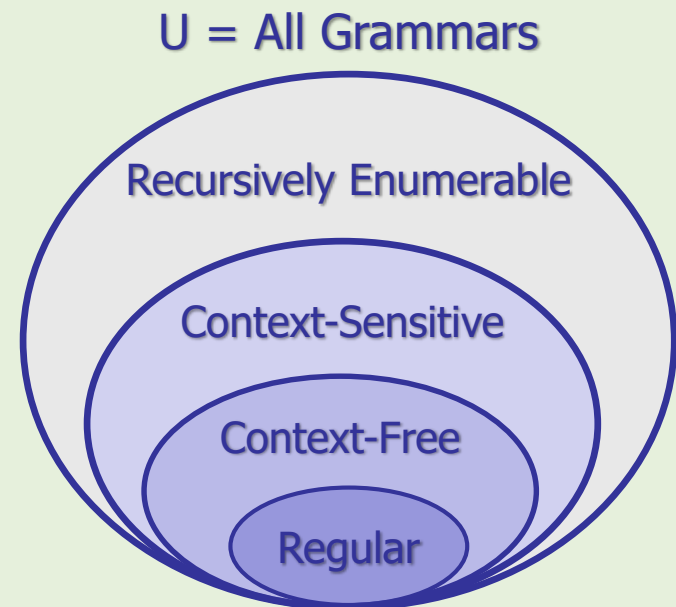 U = All Grammars
Recursively Enumerable
Context-Sensitive
Context-Free
Regular